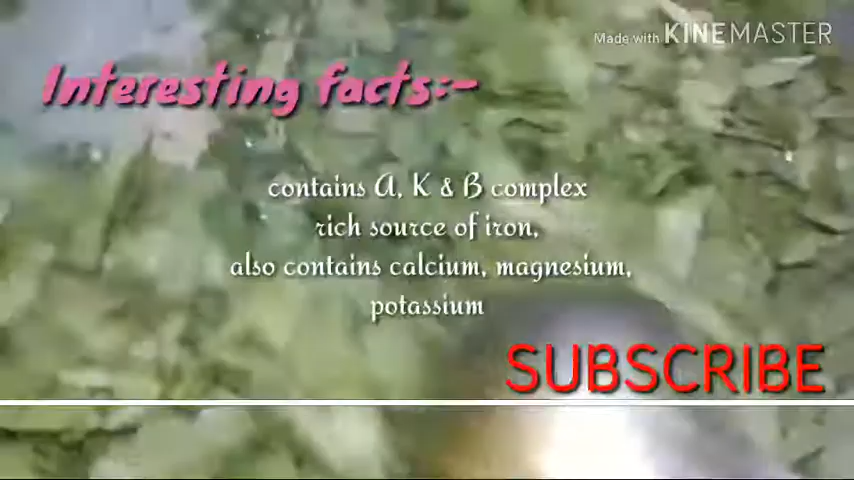 Made with KINEMASTER
Interesting facts:-
contains A, K & B complex
rich source of iron,
also contains calcium, magnesium,
potassium
SUBSCRIBE